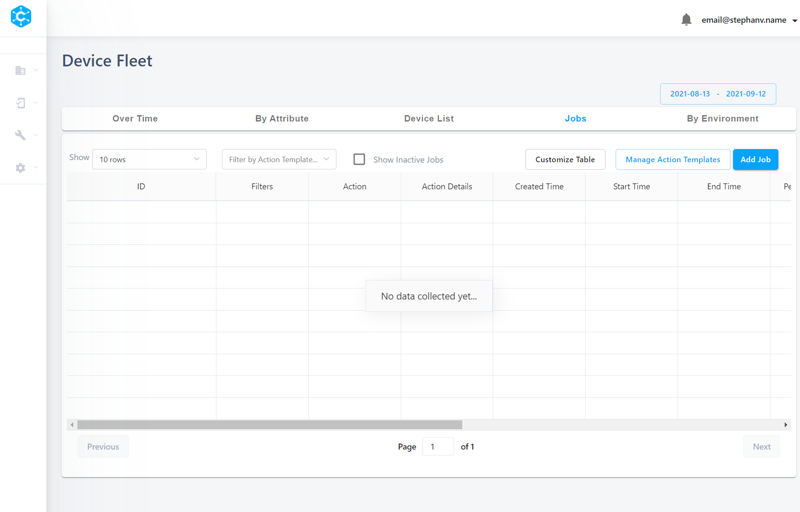 email@stephanv.name
Device Fleet
2021-08-13 - 2021-09-12
Over Time By Attribute Device List Jobs By Environment
Show 10 rows Filter by Action Template... Show Inactive Jobs Customize Table Manage Action Templates Add Job
ID Filters Action Action Details Created Time Start Time End Time Pe
No data collected yet...
Previous Page 1 of 1 Next